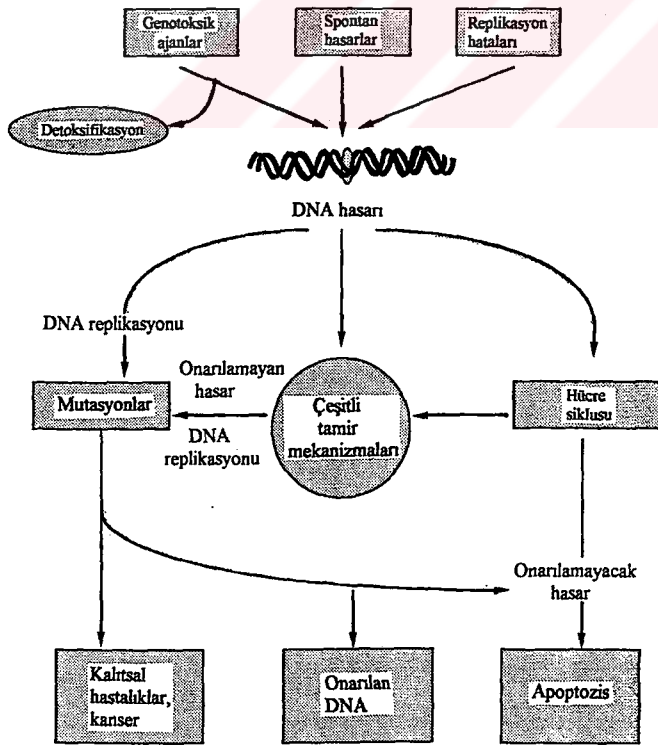 Genotoksik
ajanlar
Spontan
hasarlar
Replikasyon
hataları
Detoksifikasyon
DNA hasarı
DNA replikasyonu
Mutasyonlar
Onarılamayan
hasar
DNA
replikasyonu
Çeşitli
tamir
mekanizmaları
Hücre
siklusu
Onarılamayacak
hasar
Kalıtsal
hastalıklar,
kanser
Onarılan
DNA
Apoptozis